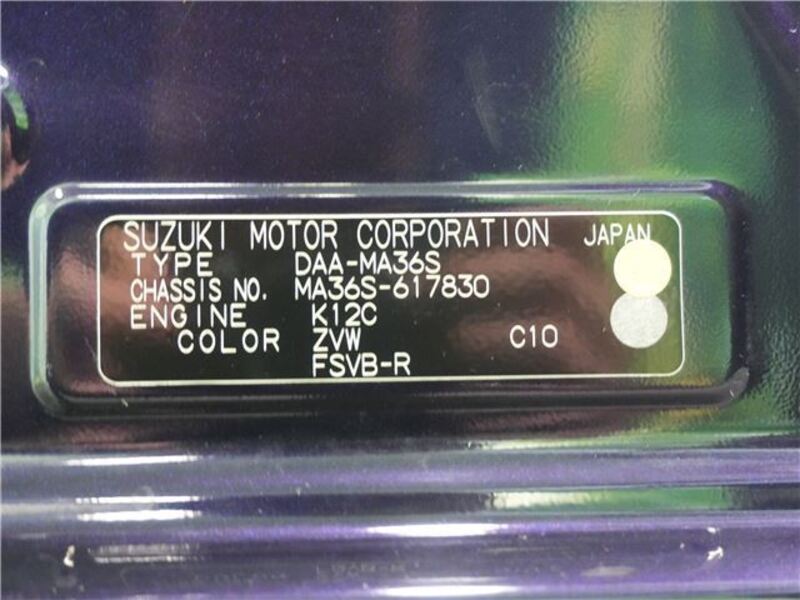 SUZUKI MOTOR CORPORATION JAPAN
TYPE DAA-MA36S
CHASSIS NO. MA36S-617830
ENGINE K12C
COLOR ZVW C10
FSVB-R